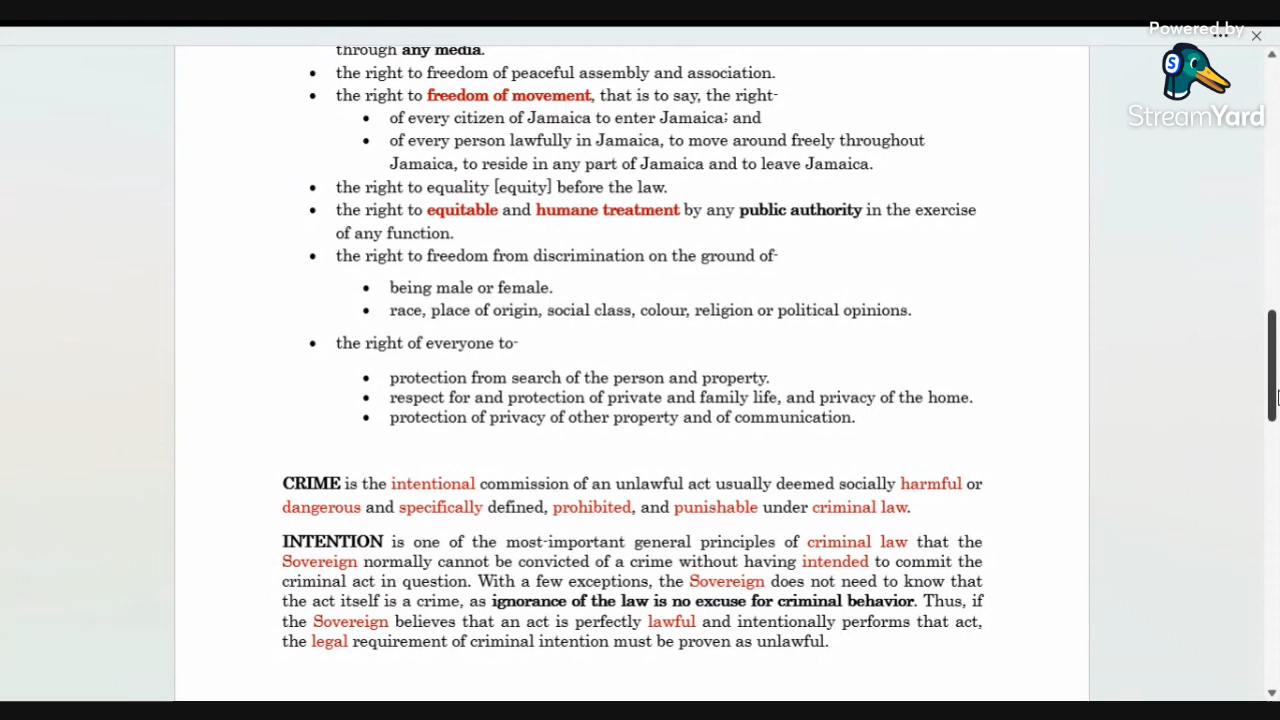 Powered by
StreamYard
through any media.
• the right to freedom of peaceful assembly and association.
• the right to freedom of movement, that is to say, the right-
• of every citizen of Jamaica to enter Jamaica; and
• of every person lawfully in Jamaica, to move around freely throughout
Jamaica, to reside in any part of Jamaica and to leave Jamaica.
• the right to equality [equity] before the law.
• the right to equitable and humane treatment by any public authority in the exercise
of any function.
• the right to freedom from discrimination on the ground of-
• being male or female.
• race, place of origin, social class, colour, religion or political opinions.
• the right of everyone to-
• protection from search of the person and property.
• respect for and protection of private and family life, and privacy of the home.
• protection of privacy of other property and of communication.
CRIME is the intentional commission of an unlawful act usually deemed socially harmful or
dangerous and specifically defined, prohibited, and punishable under criminal law.
INTENTION is one of the most-important general principles of criminal law that the
Sovereign normally cannot be convicted of a crime without having intended to commit the
criminal act in question. With a few exceptions, the Sovereign does not need to know that
the act itself is a crime, as ignorance of the law is no excuse for criminal behavior. Thus, if
the Sovereign believes that an act is perfectly lawful and intentionally performs that act,
the legal requirement of criminal intention must be proven as unlawful.